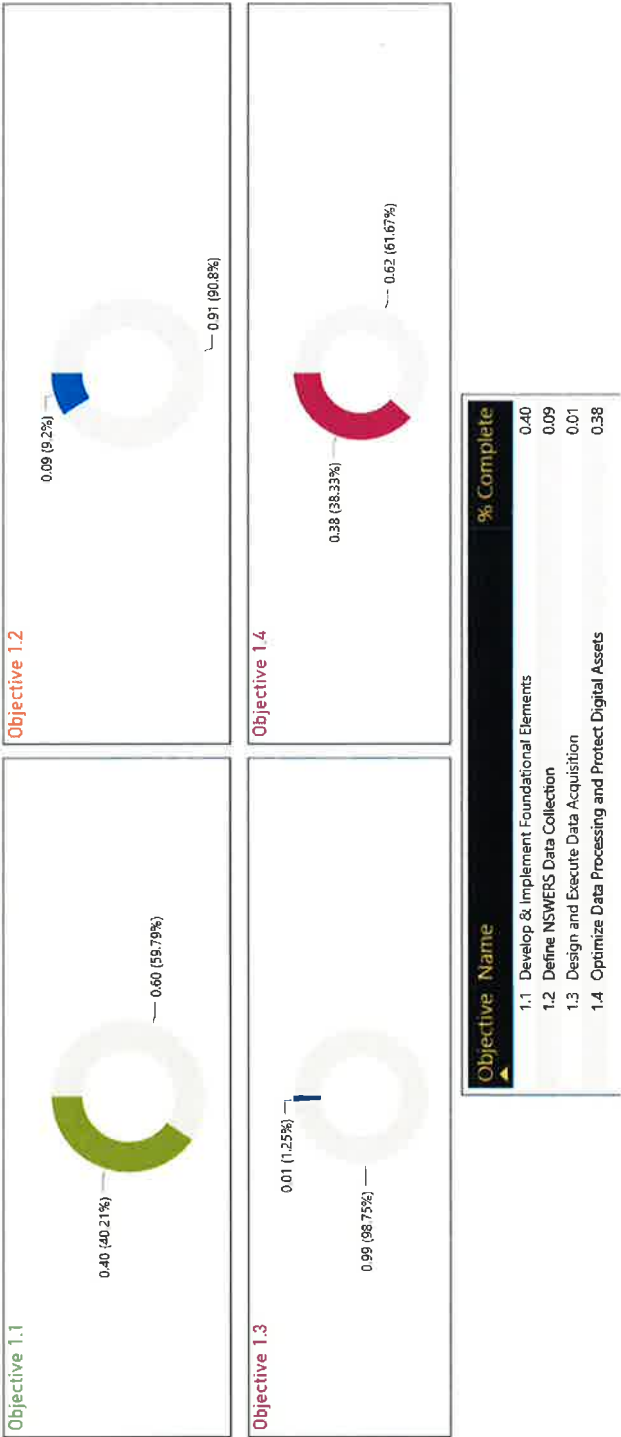 Objective 1.1
0.40 (40.21%)
0.60 (59.79%)
Objective 1.2
0.09 (9.2%)
0.91 (90.8%)
Objective 1.3
0.01 (1.25%)
0.99 (98.75%)
Objective 1.4
0.38 (38.33%)
0.62 (61.67%)
Objective Name % Complete
1.1 Develop & Implement Foundational Elements 0.40
1.2 Define NSWERS Data Collection 0.09
1.3 Design and Execute Data Acquisition 0.01
1.4 Optimize Data Processing and Protect Digital Assets 0.38